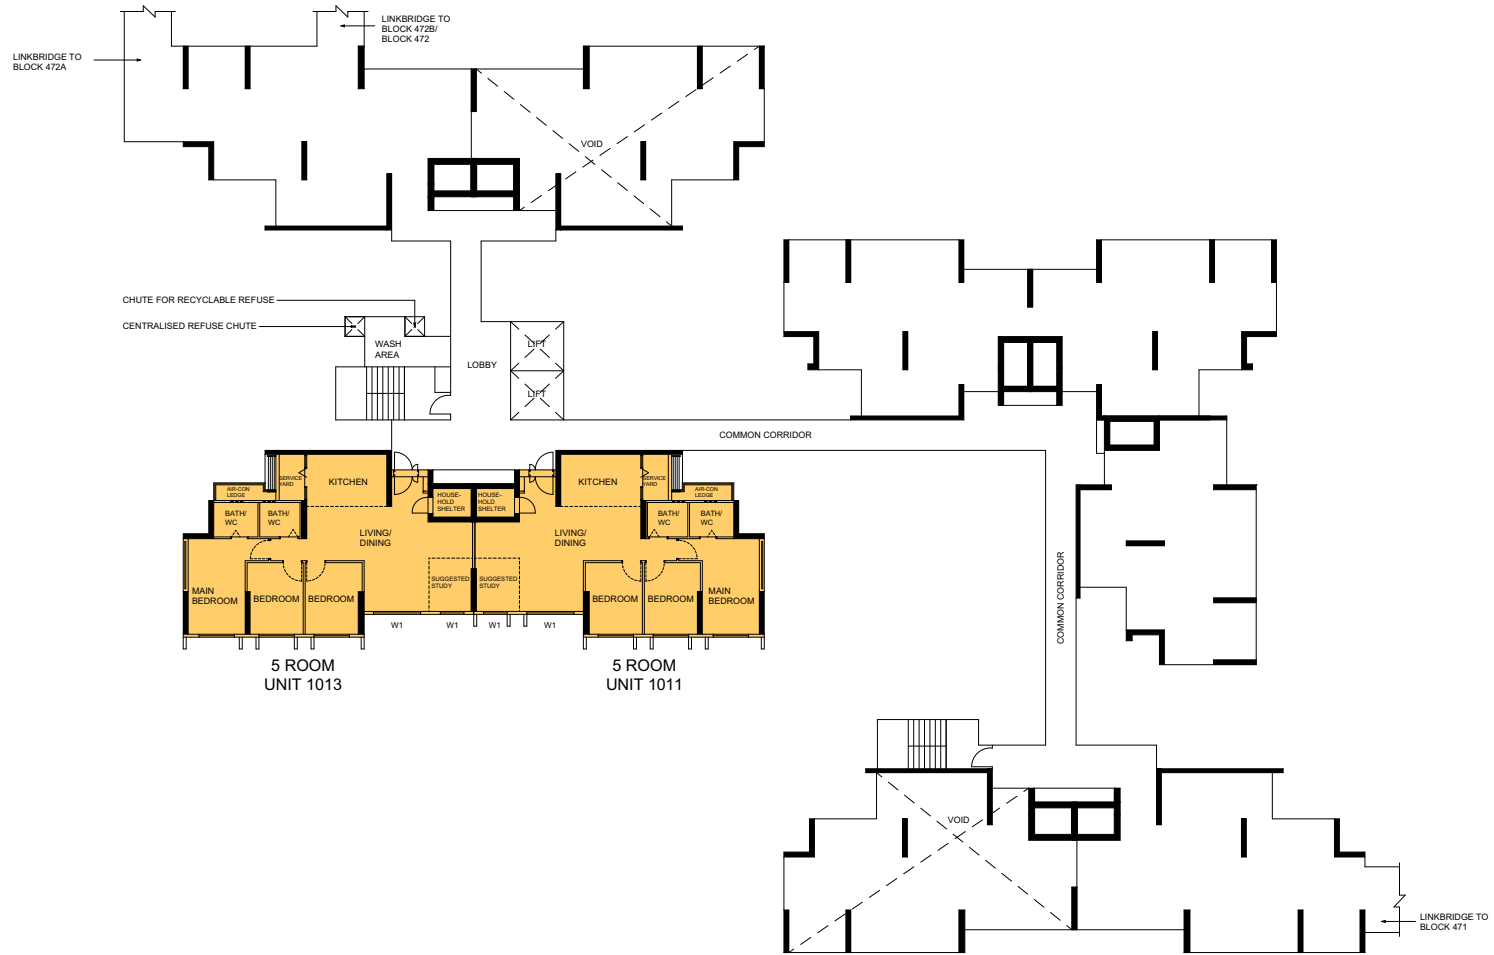 LINKBRIDGE TO
BLOCK 472B/
BLOCK 472
LINKBRIDGE TO
BLOCK 472A
VOID
CHUTE FOR RECYCLABLE REFUSE
CENTRALISED REFUSE CHUTE
WASH
AREA
LOBBY
LIFT
LIFT
COMMON CORRIDOR
COMMON CORRIDOR
SERVICE
YARD
KITCHEN
AIR-CON
LEDGE
BATH/
WC
BATH/
WC
HOUSE-
HOLD
SHELTER
LIVING/
DINING
SUGGESTED
STUDY
MAIN
BEDROOM
BEDROOM
BEDROOM
W1
W1
5 ROOM
UNIT 1013
HOUSE-
HOLD
SHELTER
KITCHEN
SERVICE
YARD
AIR-CON
LEDGE
BATH/
WC
BATH/
WC
LIVING/
DINING
SUGGESTED
STUDY
BEDROOM
BEDROOM
MAIN
BEDROOM
W1
W1
5 ROOM
UNIT 1011
VOID
LINKBRIDGE TO
BLOCK 471